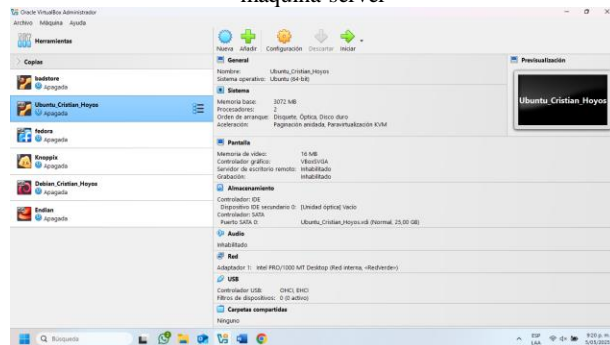 maquina server
Oracle VirtualBox Administrador
Archivo Máquina Ayuda
Herramientas
Nueva Añadir Configuración Descartar Iniciar
Copias
badstore
Apagada
Ubuntu_Cristian_Hoyos
Apagada
fedora
Apagada
Knoppix
Apagada
Debian_Cristian_Hoyos
Apagada
Endian
Apagada
General
Nombre: Ubuntu_Cristian_Hoyos
Sistema operativo: Ubuntu (64-bit)
Sistema
Memoria base: 3072 MB
Procesadores: 2
Orden de arranque: Disquete, Óptica, Disco duro
Aceleración: Paginación anidada, Paravirtualización KVM
Pantalla
Memoria de vídeo: 16 MB
Controlador gráfico: VBoxSVGA
Servidor de escritorio remoto: Inhabilitado
Grabación: Inhabilitado
Almacenamiento
Controlador: IDE
Dispositivo IDE secundario 0: [Unidad óptica] Vacío
Controlador: SATA
Puerto SATA 0: Ubuntu_Cristian_Hoyos.vdi (Normal, 25,00 GB)
Audio
Inhabilitado
Red
Adaptador 1: Intel PRO/1000 MT Desktop (Red interna, «Redverde»)
USB
Controlador USB: OHCI, EHCI
Filtros de dispositivos: 0 (0 activo)
Carpetas compartidas
Ninguno
Previsualización
Ubuntu_Cristian_Hoyos
Búsqueda
ESP
LAA
9:20 p. m.
5/05/2025